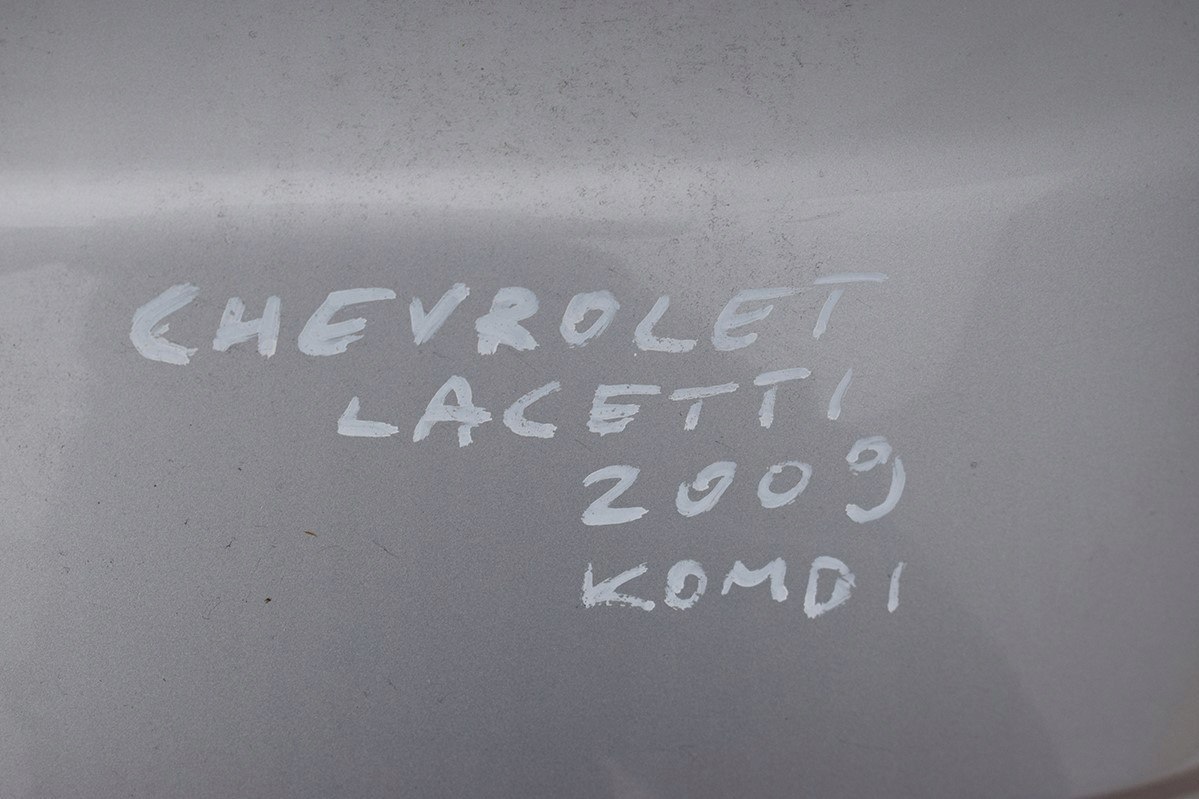 CHEVROLET
LACETTI
2009
KOMDI